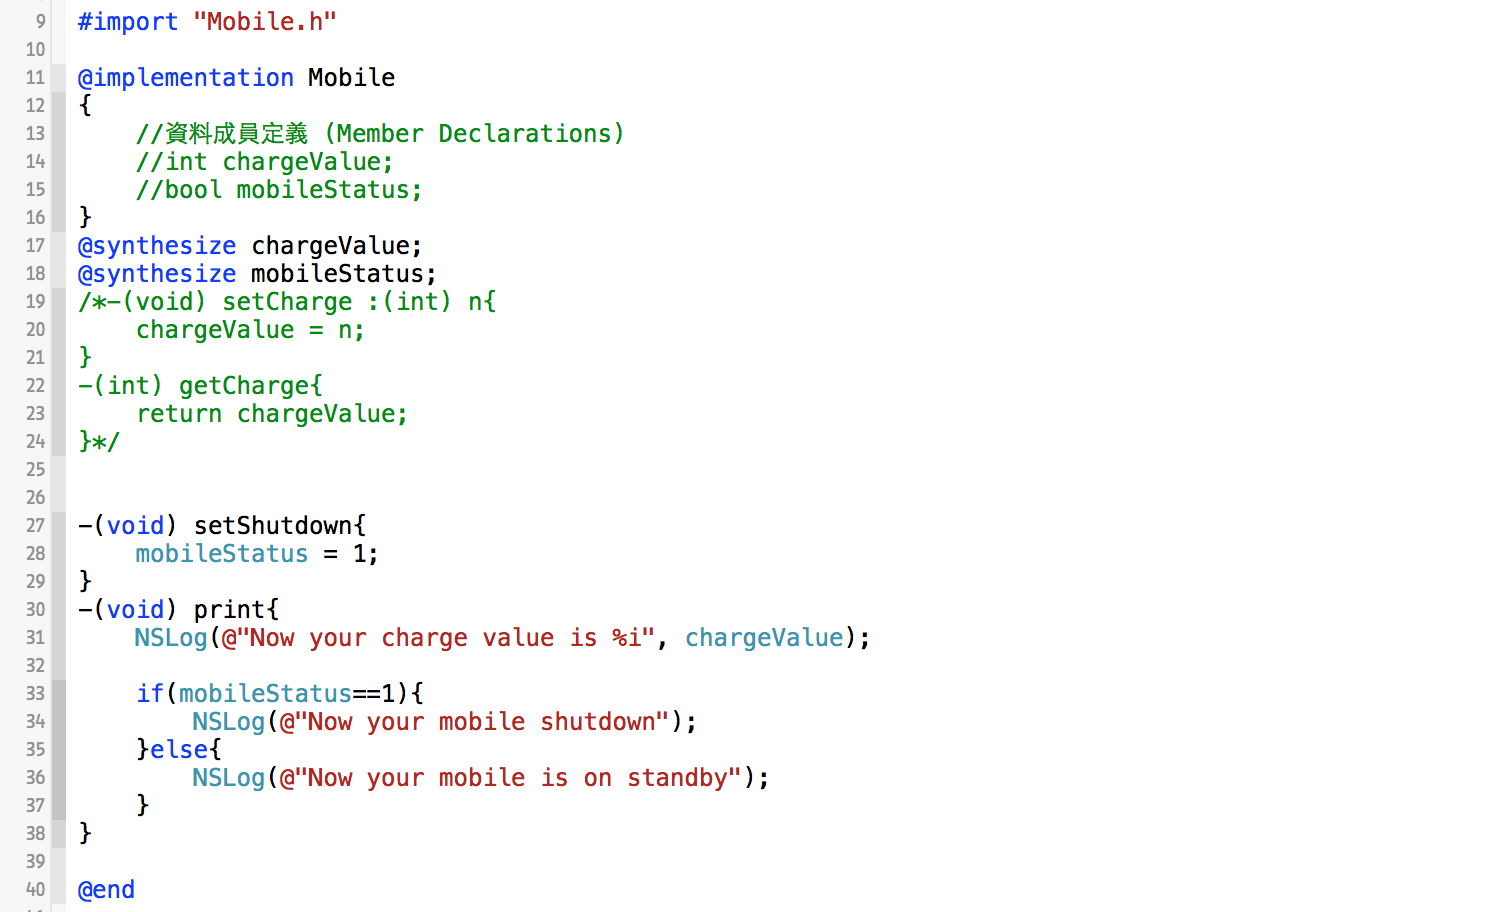 9 #import "Mobile.h"
10
11 @implementation Mobile
12 {
13 //資料成員定義 (Member Declarations)
14 //int chargeValue;
15 //bool mobileStatus;
16 }
17 @synthesize chargeValue;
18 @synthesize mobileStatus;
19 /*-(void) setCharge :(int) n{
20 chargeValue = n;
21 }
22 -(int) getCharge{
23 return chargeValue;
24 }*/
25
26
27 -(void) setShutdown{
28 mobileStatus = 1;
29 }
30 -(void) print{
31 NSLog(@"Now your charge value is %i", chargeValue);
32
33 if(mobileStatus==1){
34 NSLog(@"Now your mobile shutdown");
35 }else{
36 NSLog(@"Now your mobile is on standby");
37 }
38 }
39
40 @end